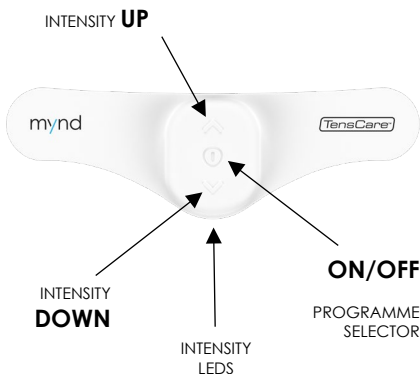 INTENSITY UP
mynd
TensCare
ON/OFF
PROGRAMME
SELECTOR
INTENSITY
DOWN
INTENSITY
LEDS